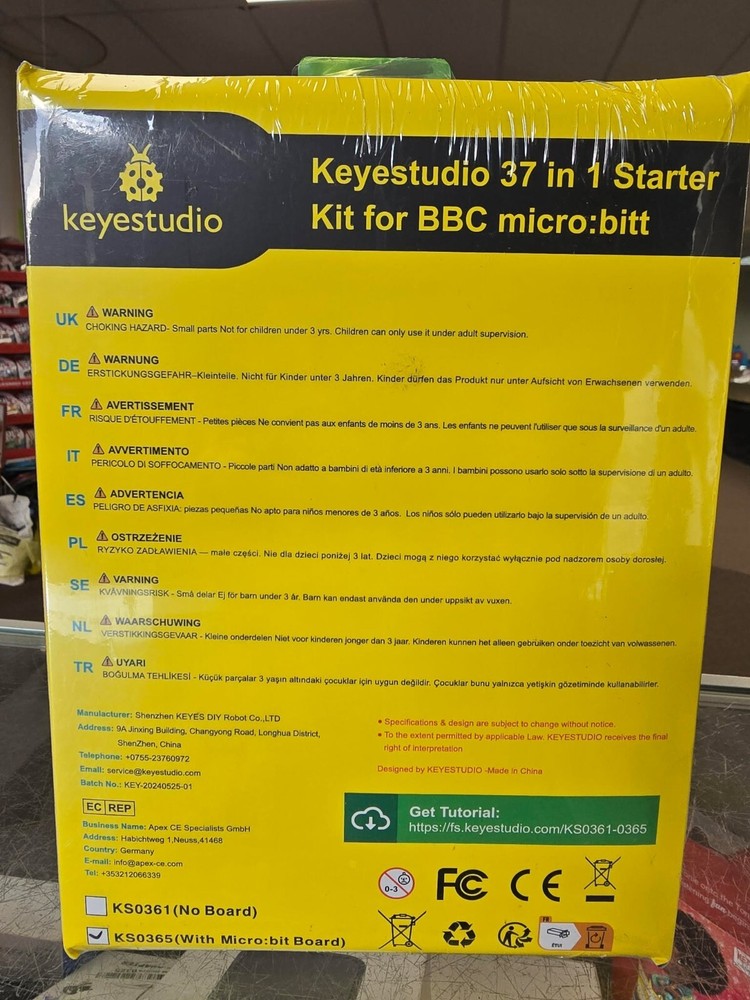 keyestudio
Keyestudio 37 in 1 Starter
Kit for BBC micro:bitt
UK WARNING
CHOKING HAZARD- Small parts Not for children under 3 yrs. Children can only use it under adult supervision.
DE WARNUNG
ERSTICKUNGSGEFAHR–Kleinteile. Nicht für Kinder unter 3 Jahren. Kinder dürfen das Produkt nur unter Aufsicht von Erwachsenen verwenden.
FR AVERTISSEMENT
RISQUE D'ÉTOUFFEMENT - Petites pièces Ne convient pas aux enfants de moins de 3 ans. Les enfants ne peuvent l'utiliser que sous la surveillance d'un adulte.
IT AVVERTIMENTO
PERICOLO DI SOFFOCAMENTO - Piccole parti Non adatto a bambini di età inferiore a 3 anni. I bambini possono usarlo solo sotto la supervisione di un adulto.
ES ADVERTENCIA
PELIGRO DE ASFIXIA: piezas pequeñas No apto para niños menores de 3 años. Los niños sólo pueden utilizarlo bajo la supervisión de un adulto.
PL OSTRZEŻENIE
RYZYKO ZADŁAWIENIA — małe części. Nie dla dzieci poniżej 3 lat. Dzieci mogą z niego korzystać wyłącznie pod nadzorem osoby dorosłej.
SE VARNING
KVÄVNINGSRISK - Små delar Ej för barn under 3 år. Barn kan endast använda den under uppsikt av vuxen.
NL WAARSCHUWING
VERSTIKKINGSGEVAAR - Kleine onderdelen Niet voor kinderen jonger dan 3 jaar. Kinderen kunnen het alleen gebruiken onder toezicht van volwassenen.
TR UYARI
BOĞULMA TEHLİKESİ - Küçük parçalar 3 yaşın altındaki çocuklar için uygun değildir. Çocuklar bunu yalnızca yetişkin gözetiminde kullanabilirler.
Manufacturer: Shenzhen KEYES DIY Robot Co.,LTD
Address: 9A Jinxing Building, Changyong Road, Longhua District,
ShenZhen, China
Telephone: +0755-23760972
Email: service@keyestudio.com
Batch No.: KEY-20240525-01
• Specifications & design are subject to change without notice.
• To the extent permitted by applicable Law. KEYESTUDIO receives the final
right of interpretation
Designed by KEYESTUDIO -Made in China
EC REP
Business Name: Apex CE Specialists GmbH
Address: Habichtweg 1,Neuss,41468
Country: Germany
E-mail: info@apex-ce.com
Tel: +353212066339
Get Tutorial:
https://fs.keyestudio.com/KS0361-0365
0-3
FC CE
KS0361(No Board)
KS0365(With Micro:bit Board)
FR